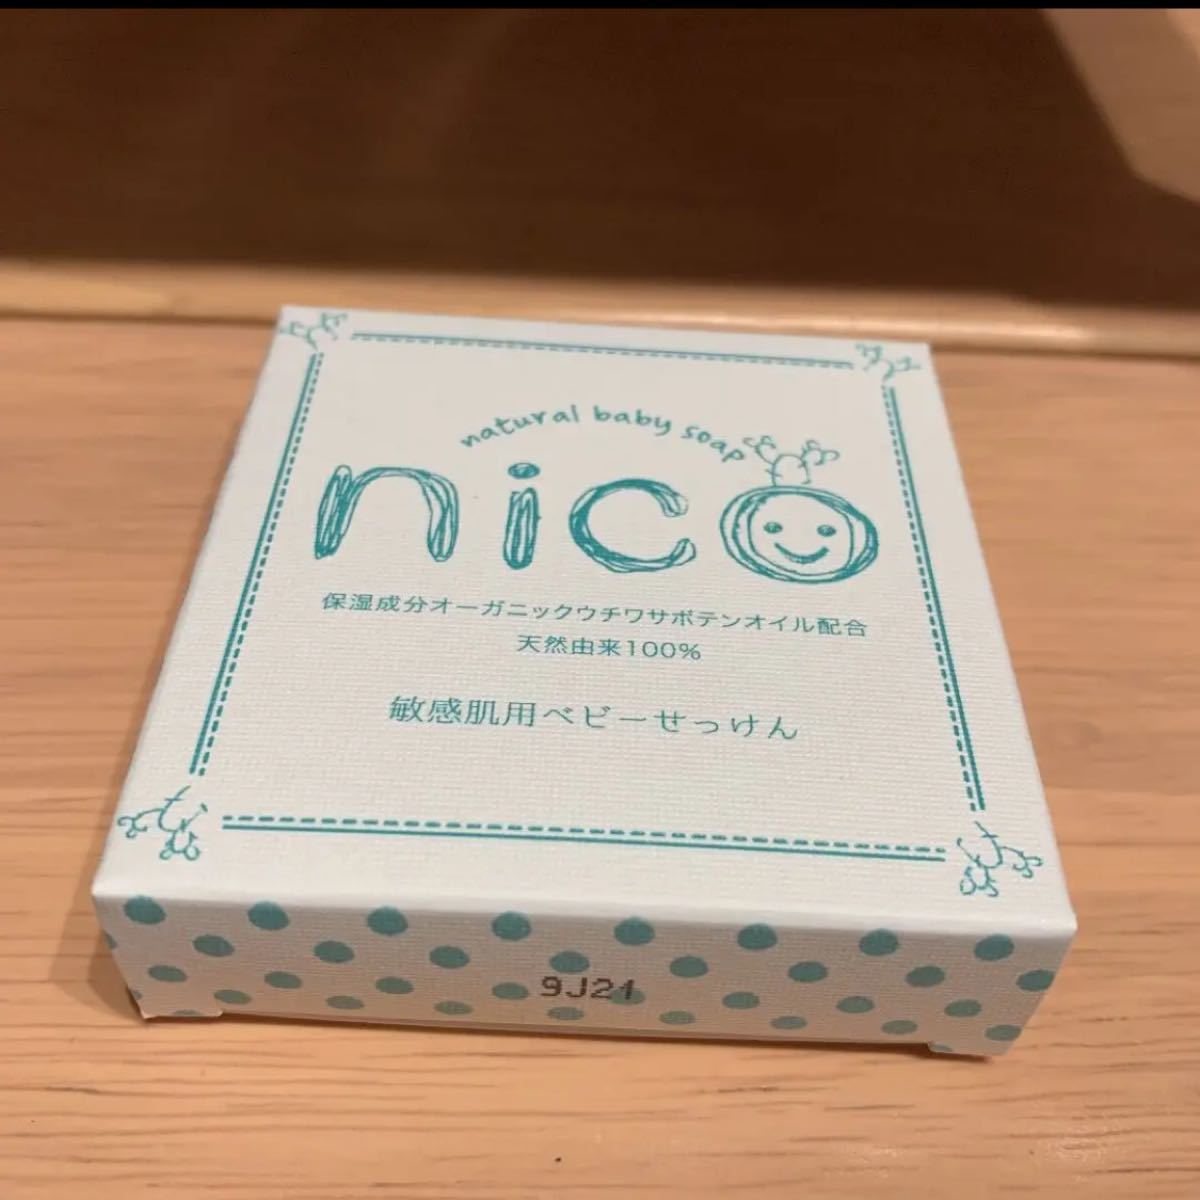 natural baby soap
nico
保湿成分オーガニックウチワサボテンオイル配合
天然由来100%
敏感肌用ベビーせっけん
9J21